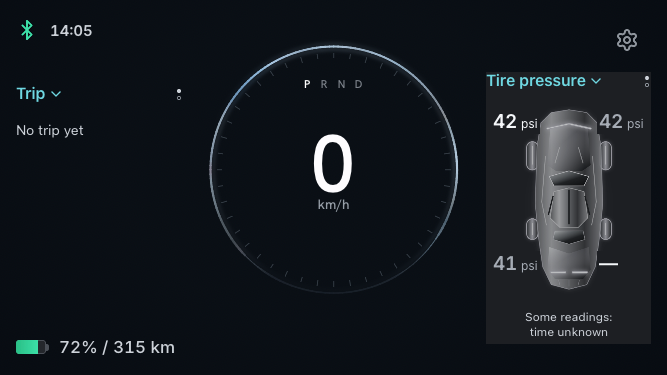 14:05
Trip
No trip yet
P R N D
0
km/h
72% / 315 km
Tire pressure
42 psi 42 psi
41 psi —
Some readings:
time unknown